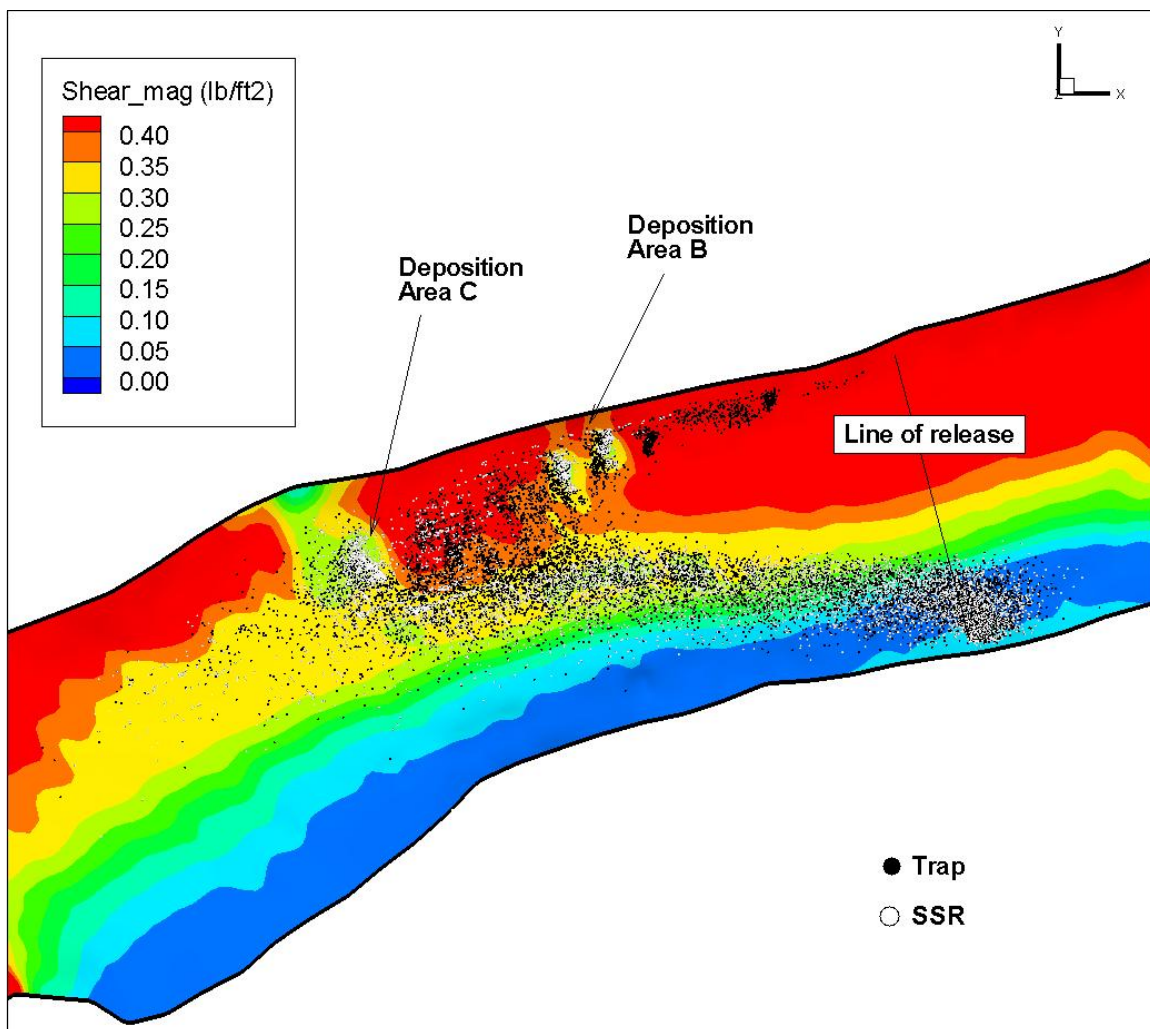 Y
Z
X
Shear_mag (lb/ft2)
0.40
0.35
0.30
0.25
0.20
0.15
0.10
0.05
0.00
Deposition
Area B
Deposition
Area C
Line of release
Trap
SSR